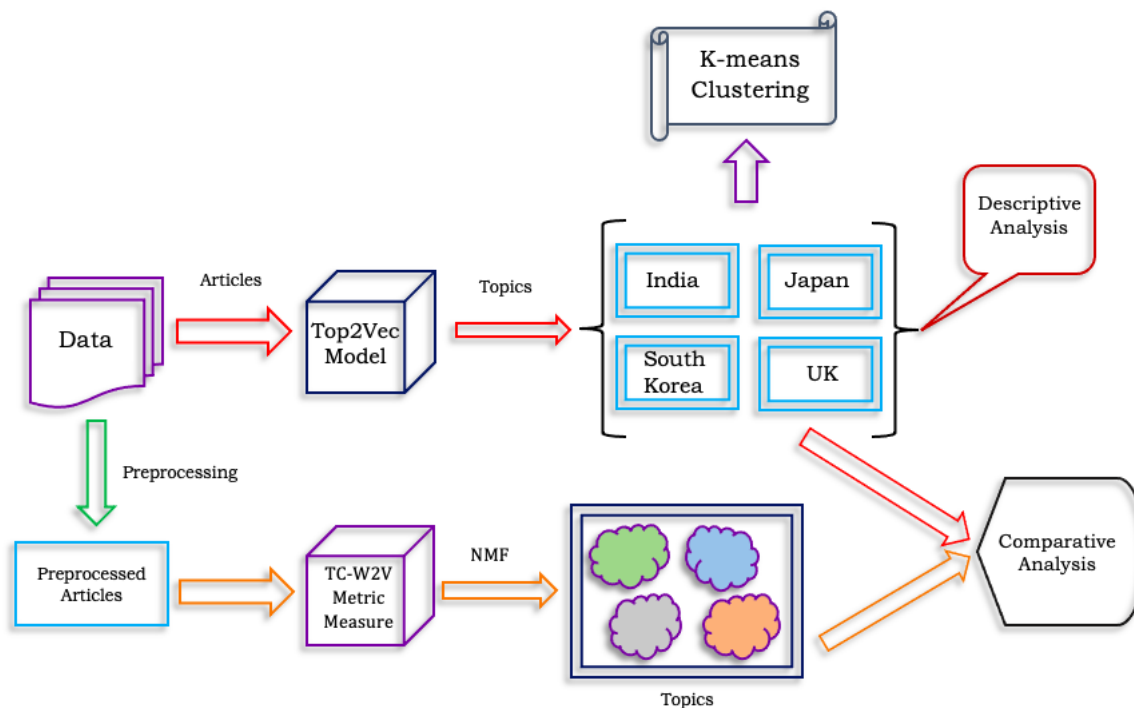 K-means
Clustering
Descriptive
Analysis
Articles
Topics
India
Japan
Data
Top2Vec
Model
South
Korea
UK
Preprocessing
Preprocessed
Articles
TC-W2V
Metric
Measure
NMF
Comparative
Analysis
Topics